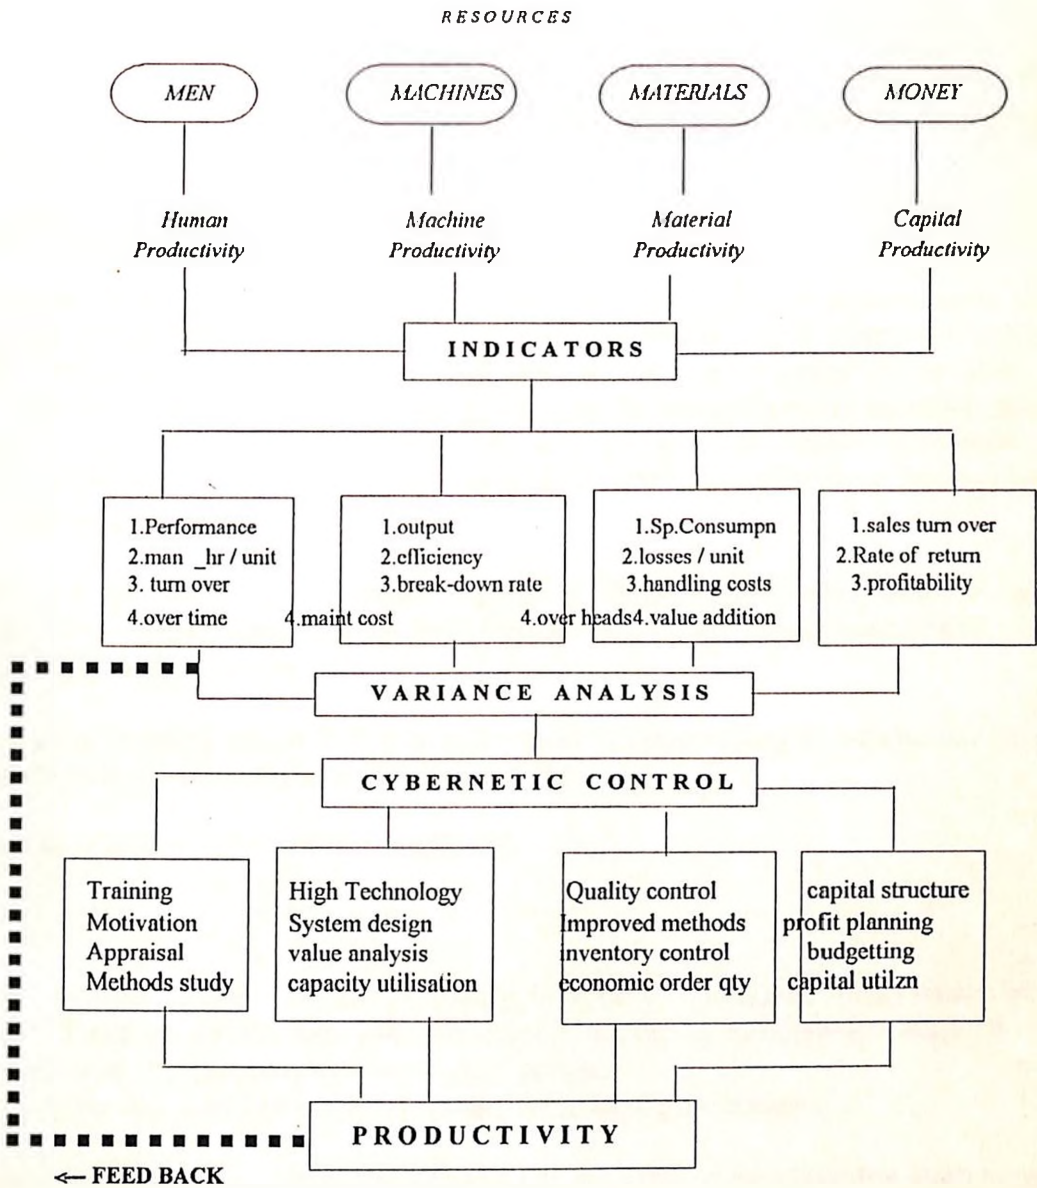 RESOURCES
MEN
MACHINES
MATERIALS
MONEY
Human
Productivity
Machine
Productivity
Material
Productivity
Capital
Productivity
INDICATORS
1.Performance
2.man _hr / unit
3. turn over
4.over time
1.output
2.efficiency
3.break-down rate
4.maint cost
1.Sp.Consumpn
2.losses / unit
3.handling costs
4.over heads4.value addition
1.sales turn over
2.Rate of return
3.profitability
VARIANCE ANALYSIS
CYBERNETIC CONTROL
Training
Motivation
Appraisal
Methods study
High Technology
System design
value analysis
capacity utilisation
Quality control
Improved methods
inventory control
economic order qty
capital structure
profit planning
budgetting
capital utilzn
PRODUCTIVITY
<— FEED BACK